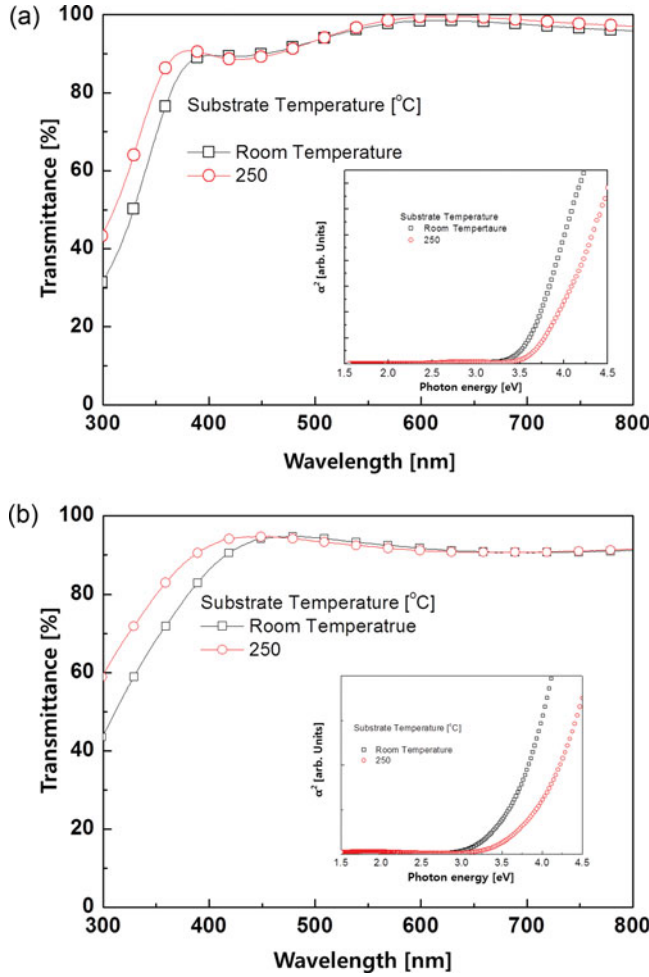 (a)
100
80
60
40
20
0
Transmittance [%]
Substrate Temperature [°C]
Room Temperature
250
α² [arb. Units]
Substrate Temperature
Room Tempertaure
250
1.5 2.0 2.5 3.0 3.5 4.0 4.5
Photon energy [eV]
300 400 500 600 700 800
Wavelength [nm]
(b)
100
80
60
40
20
0
Transmittance [%]
Substrate Temperature [°C]
Room Temperatrue
250
α² [arb. Units]
Substrate Temperature [°C]
Room Temperature
250
1.5 2.0 2.5 3.0 3.5 4.0 4.5
Photon energy [eV]
300 400 500 600 700 800
Wavelength [nm]